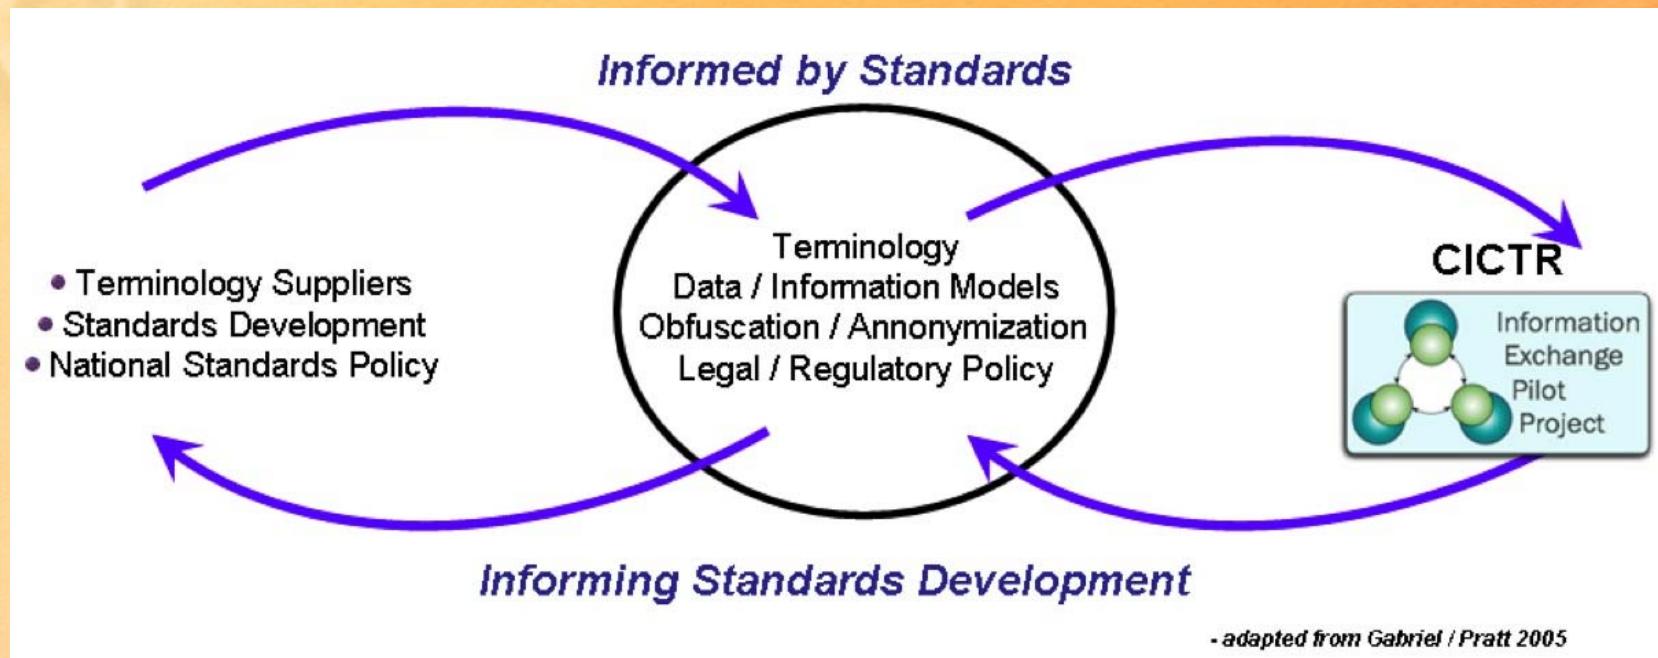 Informed by Standards
• Terminology Suppliers
• Standards Development
• National Standards Policy
Terminology
Data / Information Models
Obfuscation / Annonymization
Legal / Regulatory Policy
CICTR
Information
Exchange
Pilot
Project
Informing Standards Development
- adapted from Gabriel / Pratt 2005